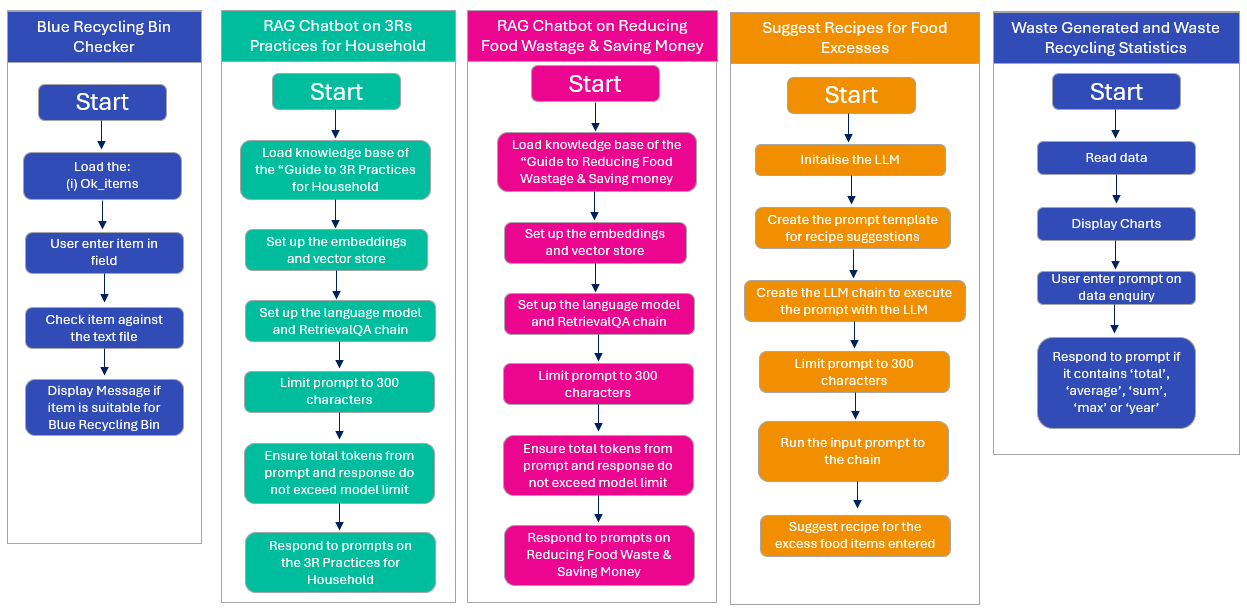 Blue Recycling Bin
Checker
Start
Load the:
(i) Ok_items
User enter item in
field
Check item against
the text file
Display Message if
item is suitable for
Blue Recycling Bin
RAG Chatbot on 3Rs
Practices for Household
Start
Load knowledge base of
the “Guide to 3R Practices
for Household
Set up the embeddings
and vector store
Set up the language model
and RetrievalQA chain
Limit prompt to 300
characters
Ensure total tokens from
prompt and response do
not exceed model limit
Respond to prompts on
the 3R Practices for
Household
RAG Chatbot on Reducing
Food Wastage & Saving Money
Start
Load knowledge base of the
“Guide to Reducing Food
Wastage & Saving money
Set up the embeddings
and vector store
Set up the language model
and RetrievalQA chain
Limit prompt to 300
characters
Ensure total tokens from
prompt and response do
not exceed model limit
Respond to prompts on
Reducing Food Waste &
Saving Money
Suggest Recipes for Food
Excesses
Start
Initalise the LLM
Create the prompt template
for recipe suggestions
Create the LLM chain to execute
the prompt with the LLM
Limit prompt to 300
characters
Run the input prompt to
the chain
Suggest recipe for the
excess food items entered
Waste Generated and Waste
Recycling Statistics
Start
Read data
Display Charts
User enter prompt on
data enquiry
Respond to prompt if
it contains ‘total’,
‘average’, ‘sum’,
‘max’ or ‘year’